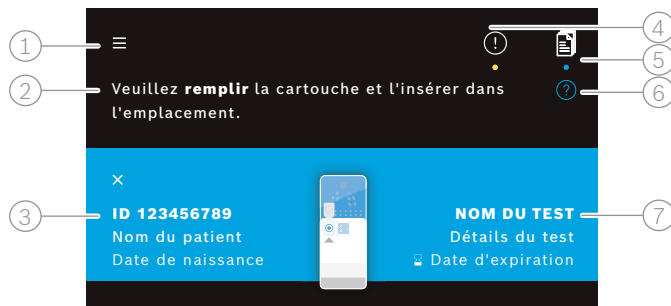 1
4
5
2
Veuillez remplir la cartouche et l'insérer dans
l'emplacement.
?
6
3
ID 123456789
Nom du patient
Date de naissance
NOM DU TEST
Détails du test
Date d'expiration
7